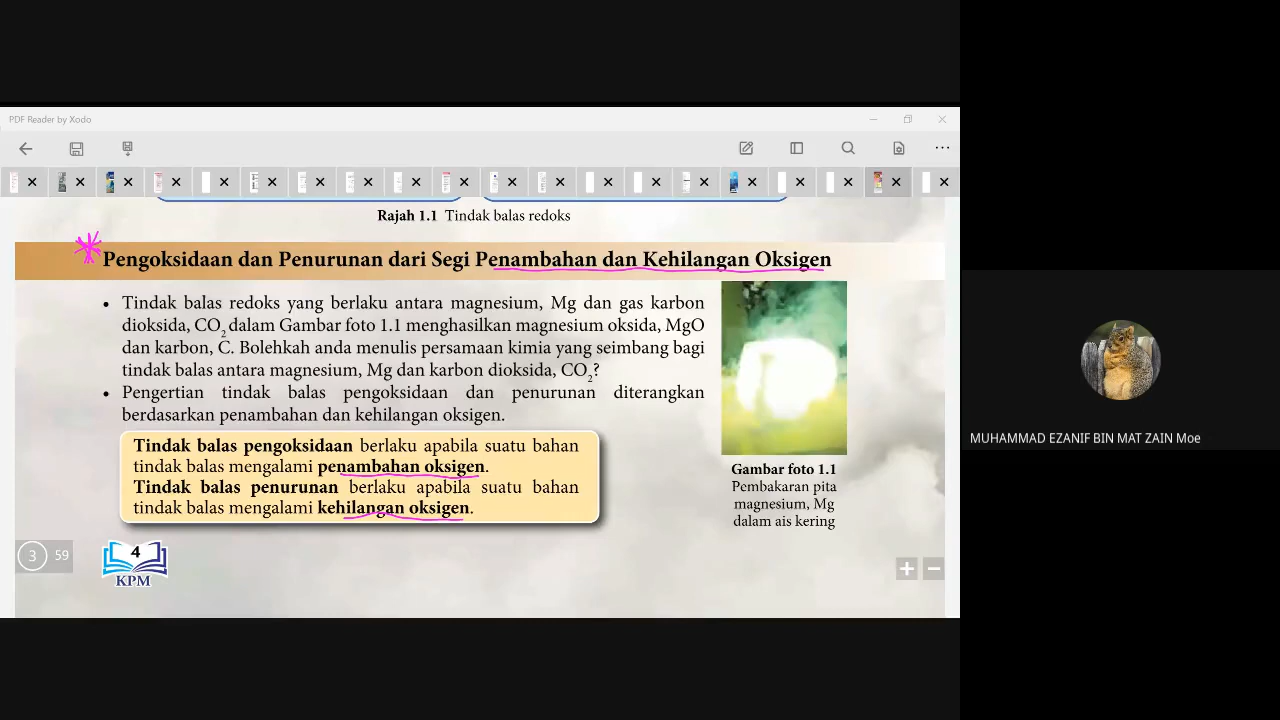 PDF Reader by Xodo
Rajah 1.1 Tindak balas redoks
Pengoksidaan dan Penurunan dari Segi Penambahan dan Kehilangan Oksigen
• Tindak balas redoks yang berlaku antara magnesium, Mg dan gas karbon
dioksida, CO₂ dalam Gambar foto 1.1 menghasilkan magnesium oksida, MgO
dan karbon, C. Bolehkah anda menulis persamaan kimia yang seimbang bagi
tindak balas antara magnesium, Mg dan karbon dioksida, CO₂?
• Pengertian tindak balas pengoksidaan dan penurunan diterangkan
berdasarkan penambahan dan kehilangan oksigen.
Tindak balas pengoksidaan berlaku apabila suatu bahan
tindak balas mengalami penambahan oksigen.
Tindak balas penurunan berlaku apabila suatu bahan
tindak balas mengalami kehilangan oksigen.
Gambar foto 1.1
Pembakaran pita
magnesium, Mg
dalam ais kering
3 59
4
KPM
MUHAMMAD EZANIF BIN MAT ZAIN Moe